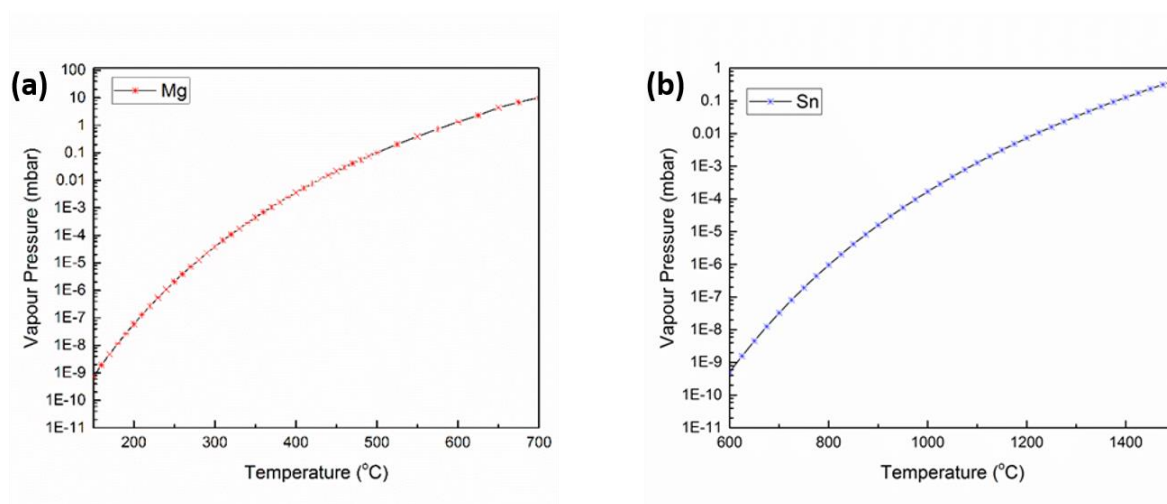 (a)
Mg
Vapour Pressure (mbar)
100
10
1
0.1
0.01
1E-3
1E-4
1E-5
1E-6
1E-7
1E-8
1E-9
1E-10
1E-11
200 300 400 500 600 700
Temperature (°C)
(b)
Sn
Vapour Pressure (mbar)
1
0.1
0.01
1E-3
1E-4
1E-5
1E-6
1E-7
1E-8
1E-9
1E-10
1E-11
600 800 1000 1200 1400
Temperature (°C)